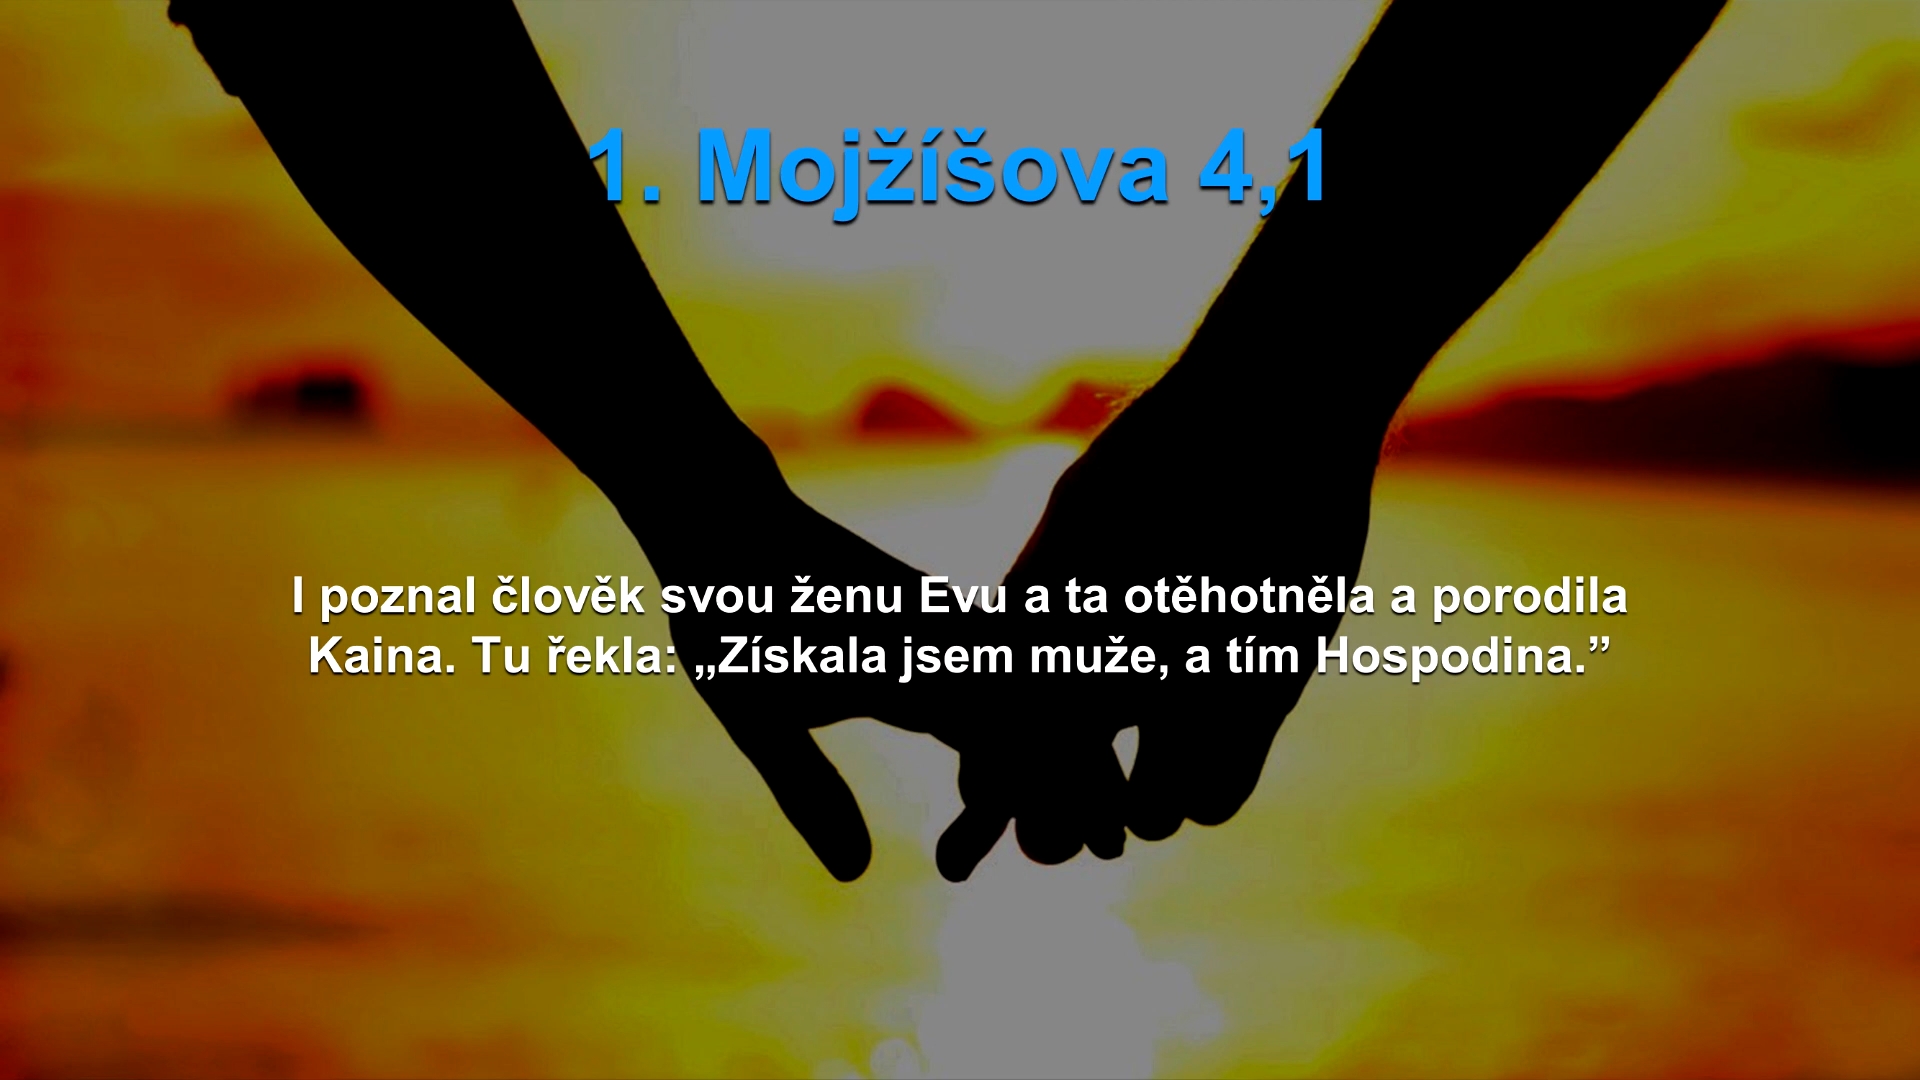 1. Mojžíšova 4,1
I poznal člověk svou ženu Evu a ta otěhotněla a porodila
Kaina. Tu řekla: „Získala jsem muže, a tím Hospodina.”